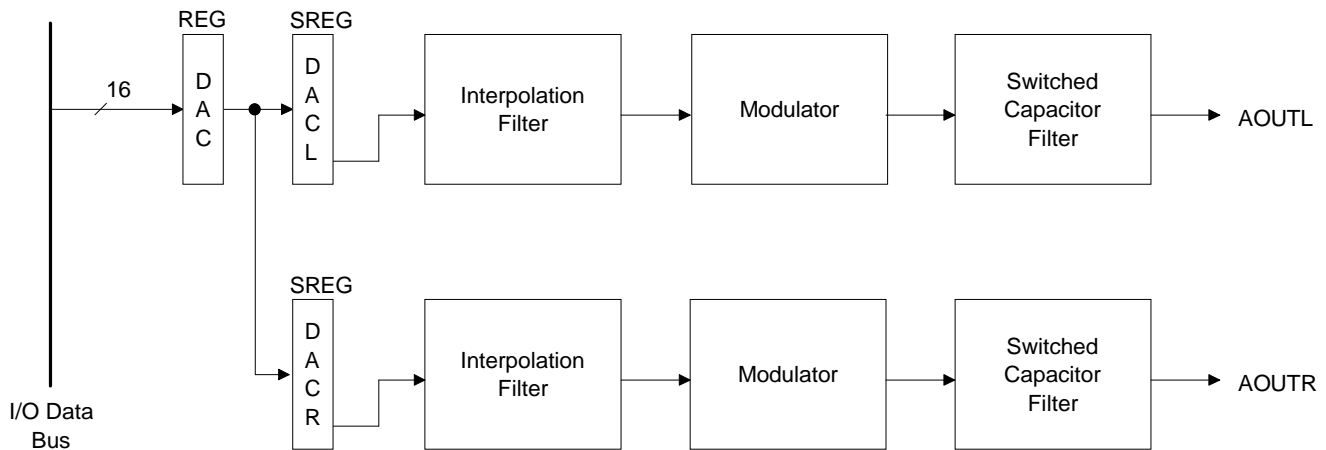 REG
SREG
16
D
A
C
D
A
C
L
Interpolation
Filter
Modulator
Switched
Capacitor
Filter
AOUTL
SREG
D
A
C
R
Interpolation
Filter
Modulator
Switched
Capacitor
Filter
AOUTR
I/O Data
Bus